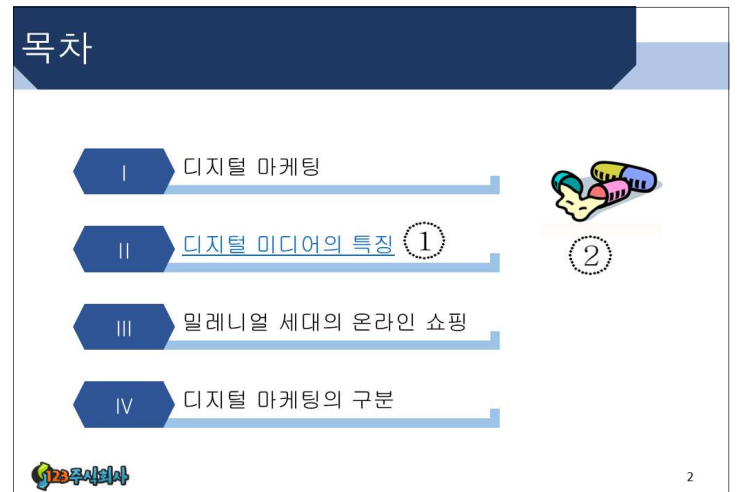 목차
I
디지털 마케팅
II
디지털 미디어의 특징 ①
②
III
밀레니얼 세대의 온라인 쇼핑
IV
디지털 마케팅의 구분
123주식회사
2